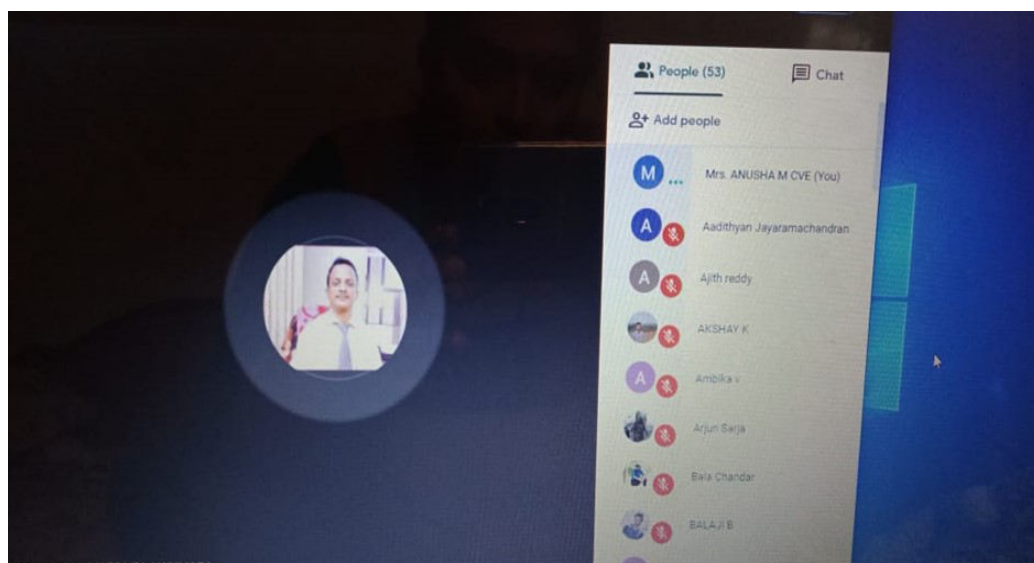 People (53)
Chat
Add people
M
Mrs. ANUSHA M CVE (You)
A
Aadithyan Jayaramachandran
A
Ajith reddy
AKSHAY K
A
Ambika v
Arjun Sarja
Bala Chandar
BALAJI B